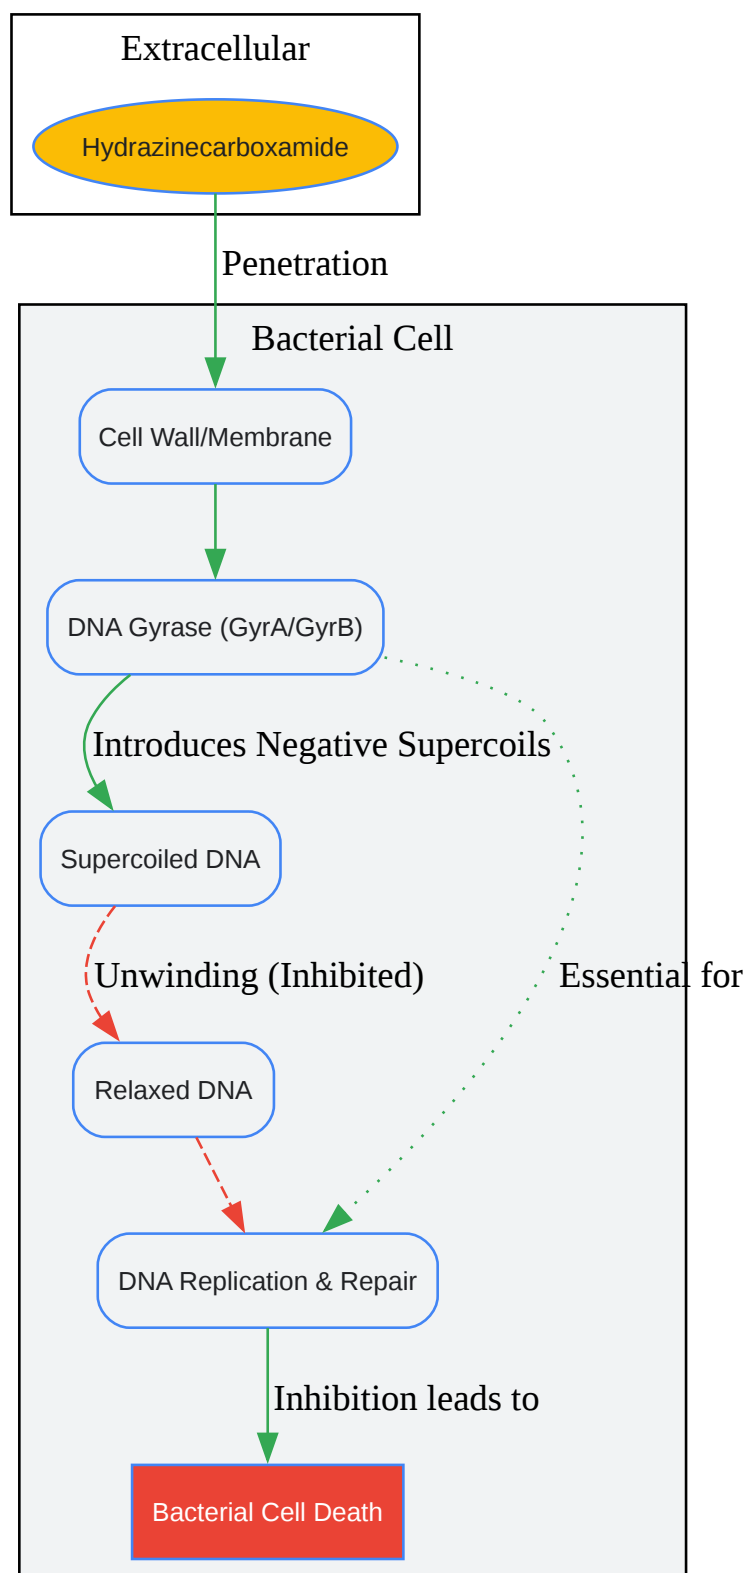 Extracellular
Hydrazinecarboxamide
Penetration
Bacterial Cell
Cell Wall/Membrane
DNA Gyrase (GyrA/GyrB)
Introduces Negative Supercoils
Supercoiled DNA
Unwinding (Inhibited)
Essential for
Relaxed DNA
DNA Replication & Repair
Inhibition leads to
Bacterial Cell Death